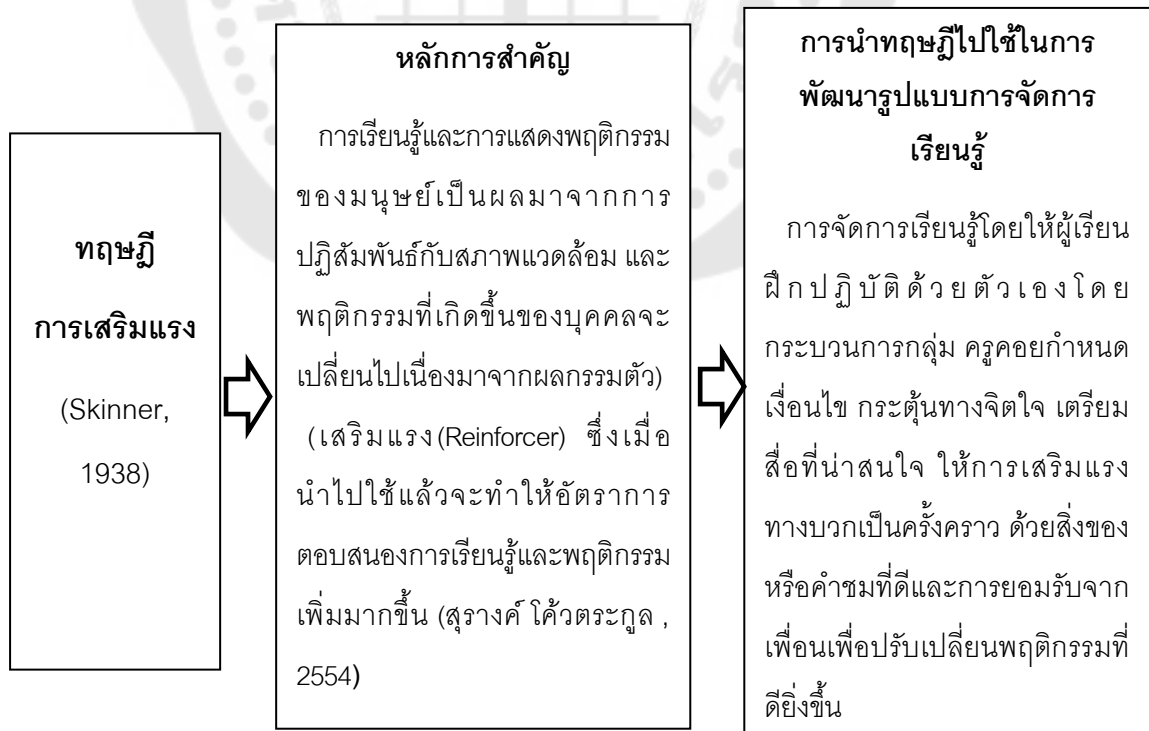 ทฤษฎี
การเสริมแรง
(Skinner,
1938)
หลักการสำคัญ
การเรียนรู้และการแสดงพฤติกรรม
ของมนุษย์เป็นผลมาจากการ
ปฏิสัมพันธ์กับสภาพแวดล้อม และ
พฤติกรรมที่เกิดขึ้นของบุคคลจะ
เปลี่ยนไปเนื่องมาจากผลกรรมตัว)
(เสริมแรง(Reinforcer) ซึ่งเมื่อ
นำไปใช้แล้วจะทำให้อัตราการ
ตอบสนองการเรียนรู้และพฤติกรรม
เพิ่มมากขึ้น (สุรางค์ โค้วตระกูล ,
2554)
การนำทฤษฎีไปใช้ในการ
พัฒนารูปแบบการจัดการ
เรียนรู้
การจัดการเรียนรู้โดยให้ผู้เรียน
ฝึกปฏิบัติด้วยตัวเองโดย
กระบวนการกลุ่ม ครูคอยกำหนด
เงื่อนไข กระตุ้นทางจิตใจ เตรียม
สื่อที่น่าสนใจ ให้การเสริมแรง
ทางบวกเป็นครั้งคราว ด้วยสิ่งของ
หรือคำชมที่ดีและการยอมรับจาก
เพื่อนเพื่อปรับเปลี่ยนพฤติกรรมที่
ดียิ่งขึ้น